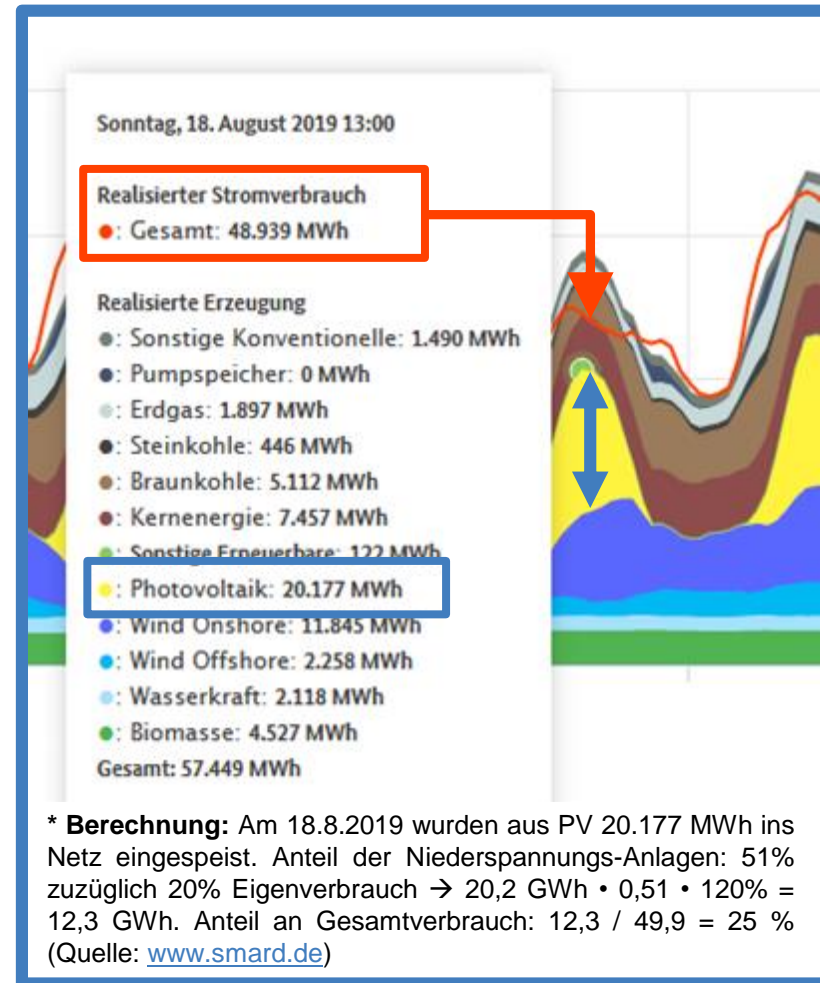 Sonntag, 18. August 2019 13:00
Realisierter Stromverbrauch
●: Gesamt: 48.939 MWh
Realisierte Erzeugung
●: Sonstige Konventionelle: 1.490 MWh
●: Pumpspeicher: 0 MWh
●: Erdgas: 1.897 MWh
●: Steinkohle: 446 MWh
●: Braunkohle: 5.112 MWh
●: Kernenergie: 7.457 MWh
●: Sonstige Erneuerbare: 122 MWh
●: Photovoltaik: 20.177 MWh
●: Wind Onshore: 11.845 MWh
●: Wind Offshore: 2.258 MWh
●: Wasserkraft: 2.118 MWh
●: Biomasse: 4.527 MWh
Gesamt: 57.449 MWh
* Berechnung: Am 18.8.2019 wurden aus PV 20.177 MWh ins
Netz eingespeist. Anteil der Niederspannungs-Anlagen: 51%
zuzüglich 20% Eigenverbrauch → 20,2 GWh • 0,51 • 120% =
12,3 GWh. Anteil an Gesamtverbrauch: 12,3 / 49,9 = 25 %
(Quelle: www.smard.de)